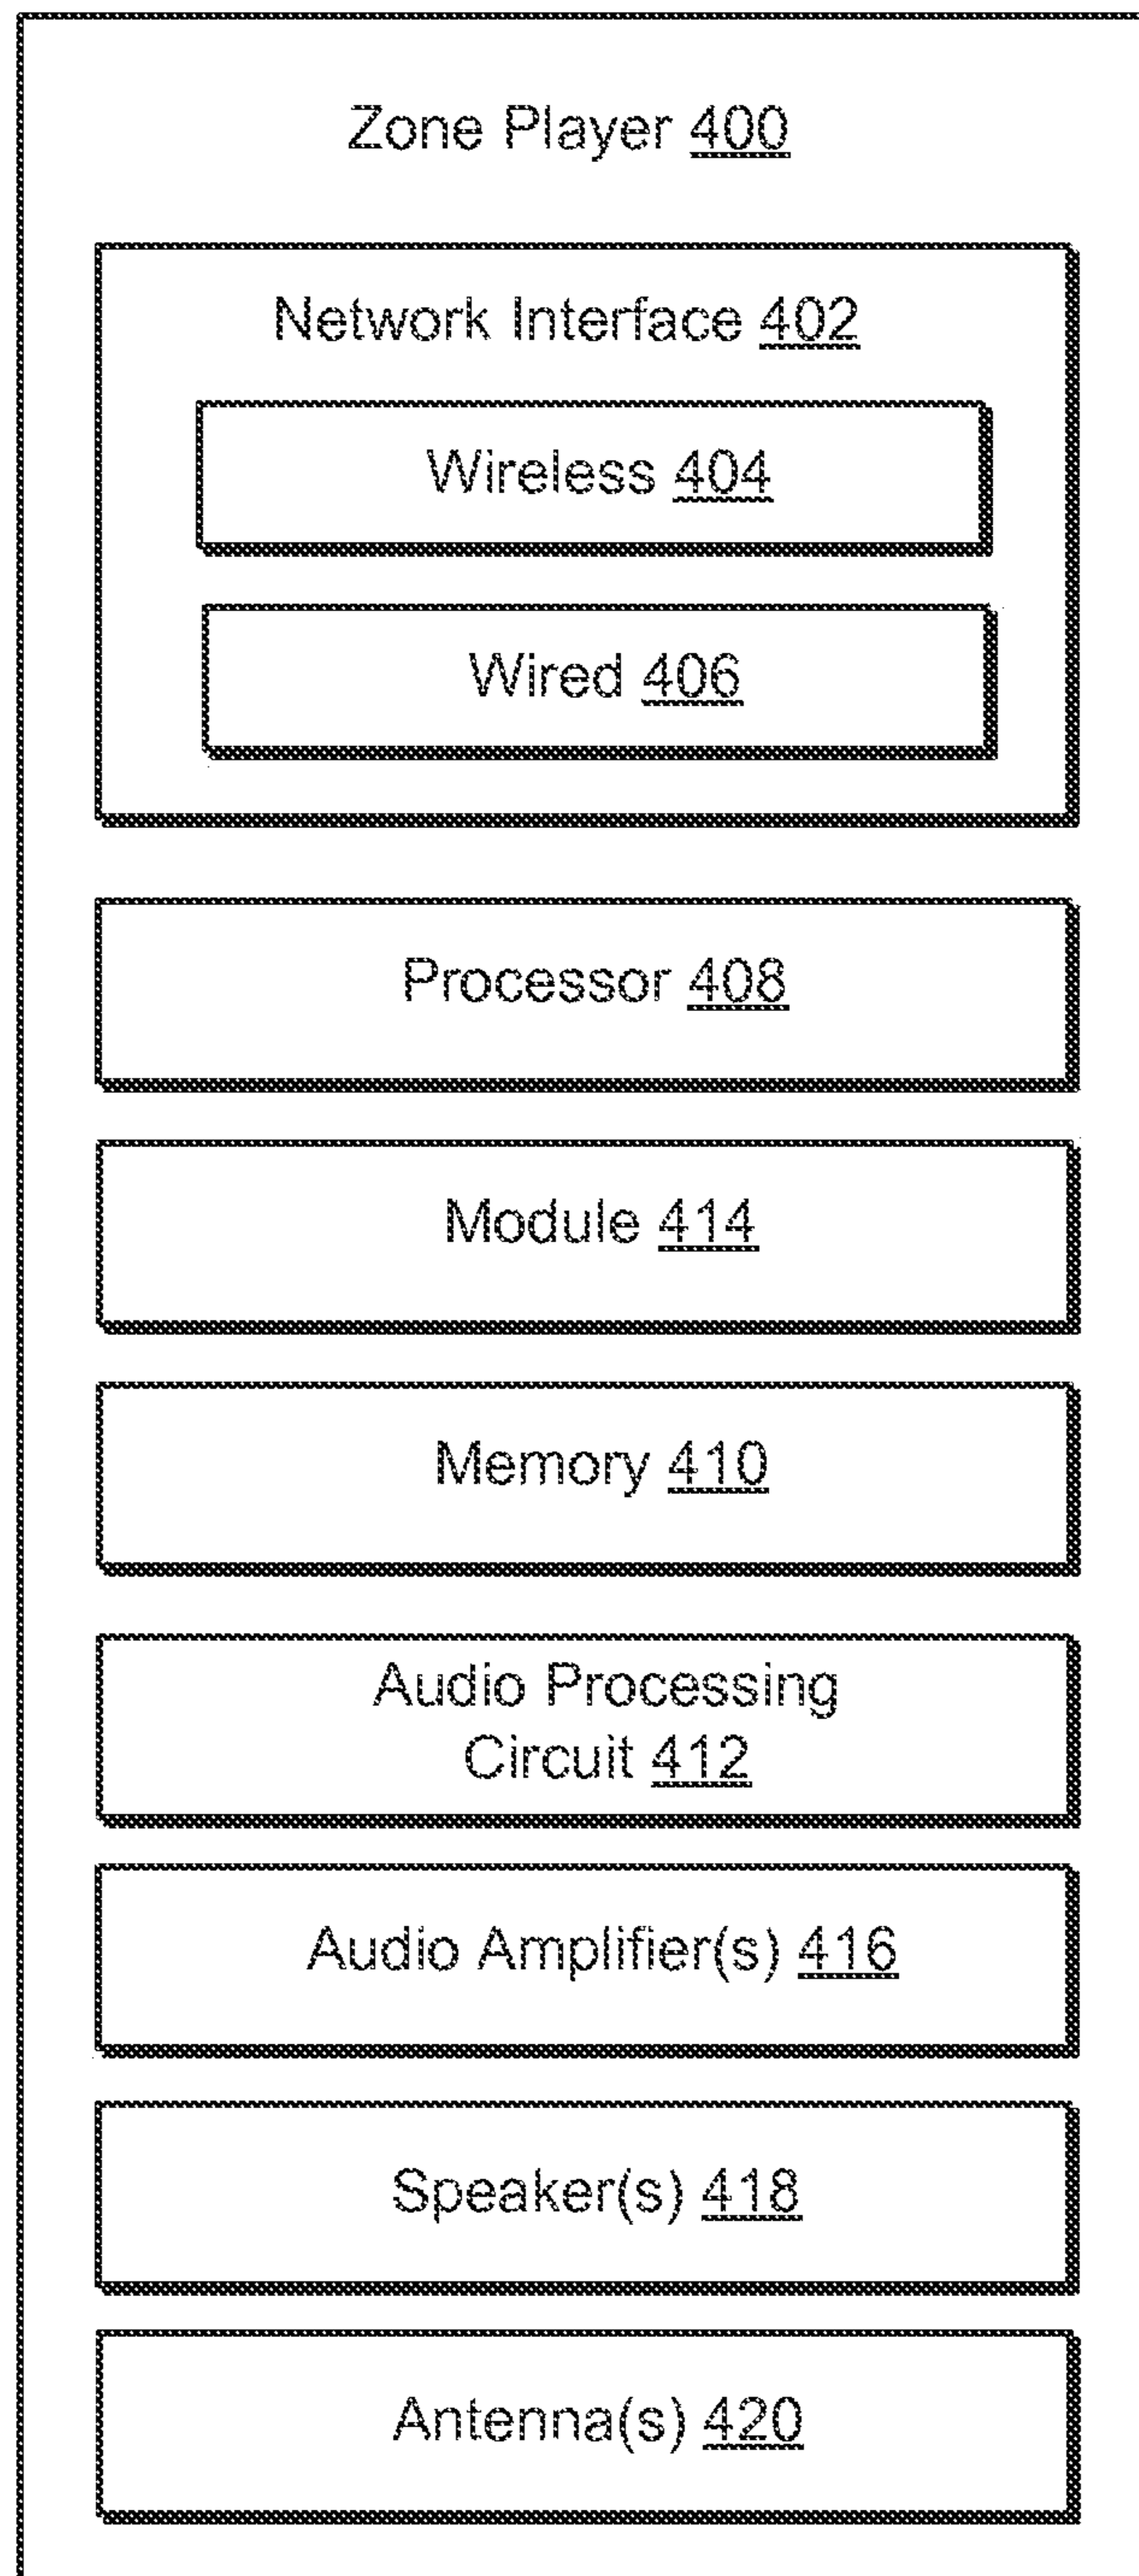 Zone Player 400
Network Interface 402
Wireless 404
Wired 406
Processor 408
Module 414
Memory 410
Audio Processing
Circuit 412
Audio Amplifier(s) 416
Speaker(s) 418
Antenna(s) 420